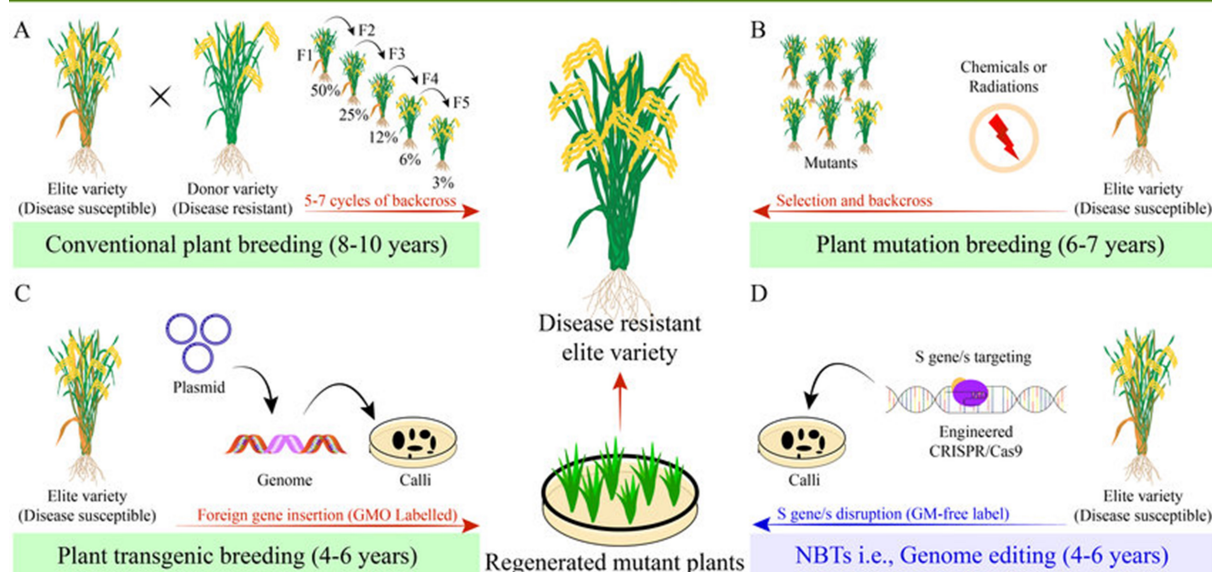 A
F1
F2
F3
F4
F5
50%
25%
12%
6%
3%
Elite variety
(Disease susceptible)
Donor variety
(Disease resistant)
5-7 cycles of backcross
Conventional plant breeding (8-10 years)
B
Mutants
Chemicals or
Radiations
Elite variety
(Disease susceptible)
Selection and backcross
Plant mutation breeding (6-7 years)
Disease resistant
elite variety
C
Plasmid
Genome
Calli
Elite variety
(Disease susceptible)
Foreign gene insertion (GMO Labelled)
Plant transgenic breeding (4-6 years)
Regenerated mutant plants
D
S gene/s targeting
Engineered
CRISPR/Cas9
Calli
Elite variety
(Disease susceptible)
S gene/s disruption (GM-free label)
NBTs i.e., Genome editing (4-6 years)